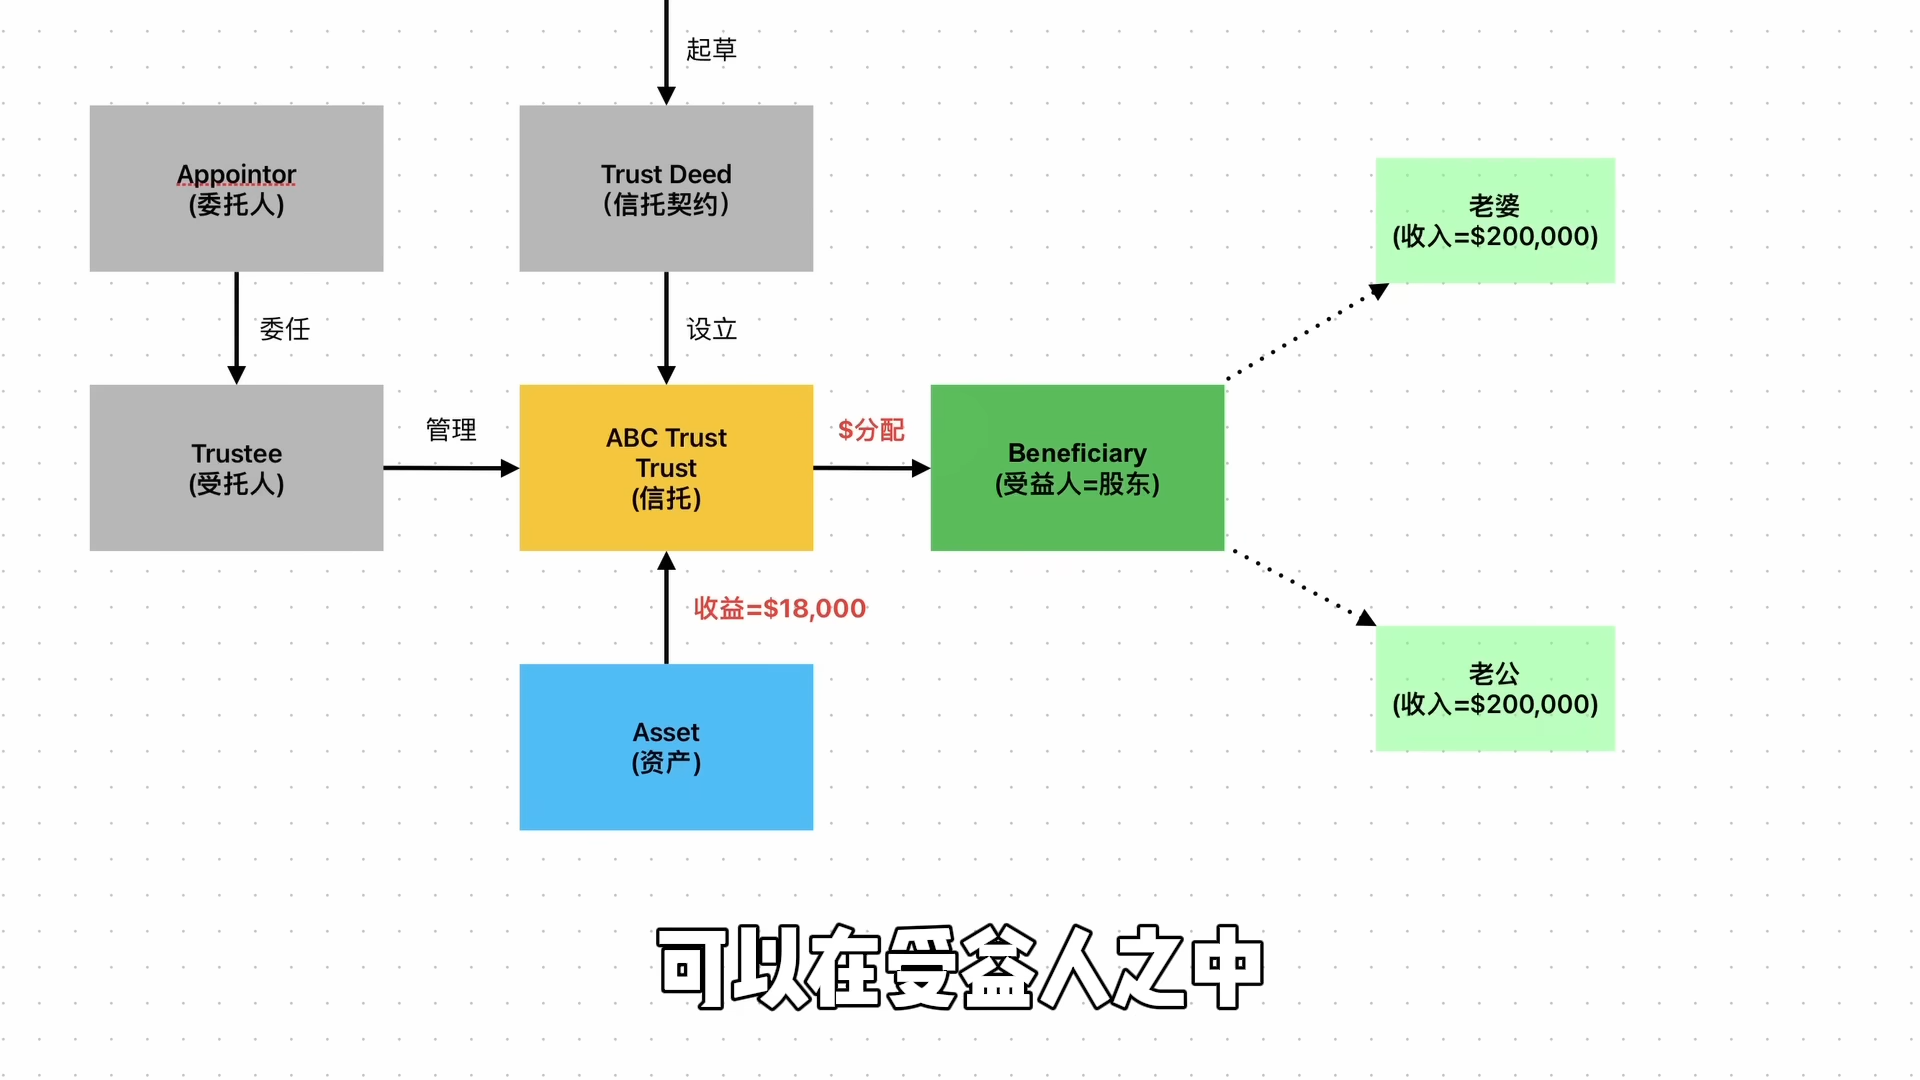 起草
Appointor
(委托人)
Trust Deed
（信托契约）
老婆
(收入=$200,000)
委任
设立
Trustee
(受托人)
管理
ABC Trust
Trust
(信托)
$分配
Beneficiary
(受益人=股东)
收益=$18,000
老公
(收入=$200,000)
Asset
(资产)
可以在受益人之中